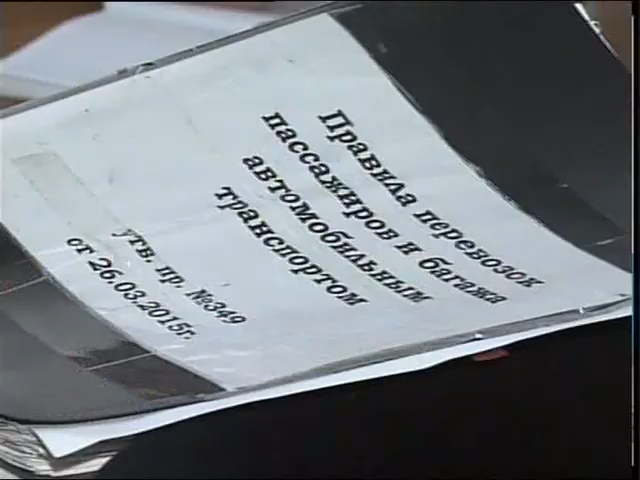 Правила перевозок
пассажиров и багажа
автомобильным
транспортом
утв. пр. №349
от 26.03.2015г.